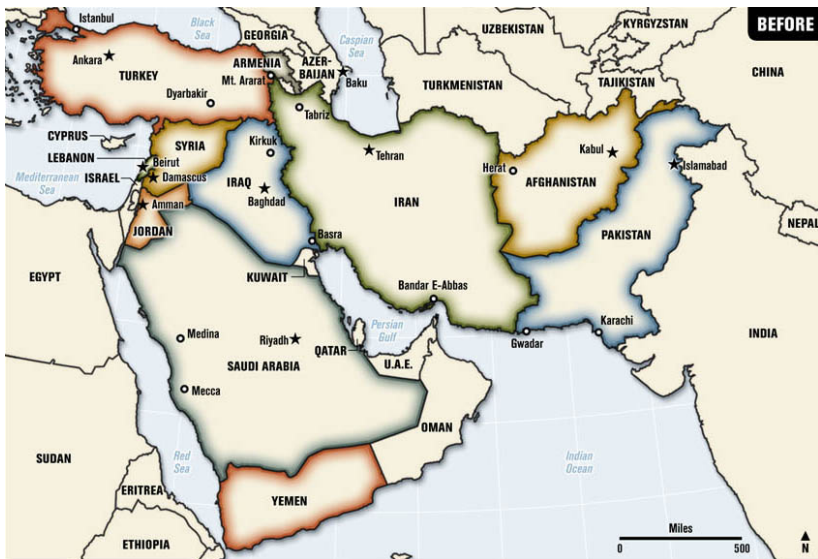 BEFORE
Istanbul
Black
Sea
GEORGIA
Caspian
Sea
UZBEKISTAN
KYRGYZSTAN
Ankara
TURKEY
ARMENIA
Mt. Ararat
AZER-
BAIJAN
Baku
TURKMENISTAN
TAJIKISTAN
CHINA
Dyarbakir
Tabriz
CYPRUS
SYRIA
Kirkuk
Tehran
Herat
Kabul
Islamabad
LEBANON
Beirut
Mediterranean
Sea
ISRAEL
Damascus
IRAQ
Baghdad
IRAN
AFGHANISTAN
Amman
JORDAN
Basra
PAKISTAN
NEPAL
EGYPT
KUWAIT
Bandar E-Abbas
Medina
Riyadh
Persian
Gulf
QATAR
Gwadar
Karachi
INDIA
SAUDI ARABIA
U.A.E.
Mecca
OMAN
SUDAN
Red
Sea
Indian
Ocean
ERITREA
YEMEN
ETHIOPIA
Miles
0
500
N